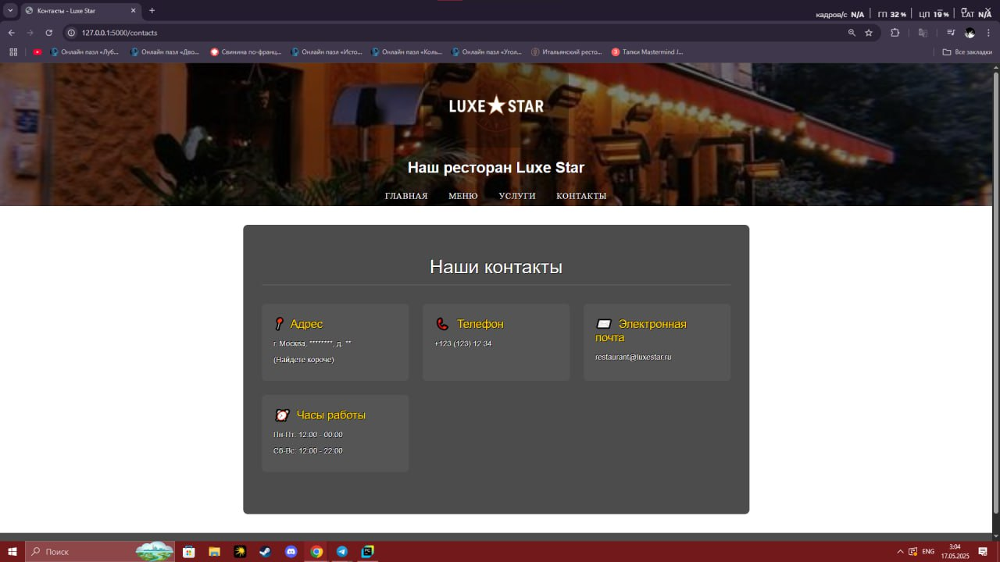 Контакты - Luxe Star
кадров/с N/A ГП 32 % ЦП 19 % LAT N/A
127.0.0.1:5000/contacts
Онлайн пазл «Луб... Онлайн пазл «Дво... Свинина по-франц... Онлайн пазл «Исто... Онлайн пазл «Коль... Онлайн пазл «Угол... Итальянский ресто... Тапки Mastermind J... Все закладки
LUXE STAR
Наш ресторан Luxe Star
ГЛАВНАЯ МЕНЮ УСЛУГИ КОНТАКТЫ
Наши контакты
Адрес
г. Москва, ********, д. **
(Найдете короче)
Телефон
+123 (123) 12 34
Электронная
почта
restaurant@luxestar.ru
Часы работы
Пн-Пт: 12:00 - 00:00
Сб-Вс: 12:00 - 22:00
Поиск
ENG
3:04
17.05.2025